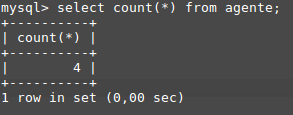 mysql> select count(*) from agente;
+----------+
| count(*) |
+----------+
|        4 |
+----------+
1 row in set (0,00 sec)